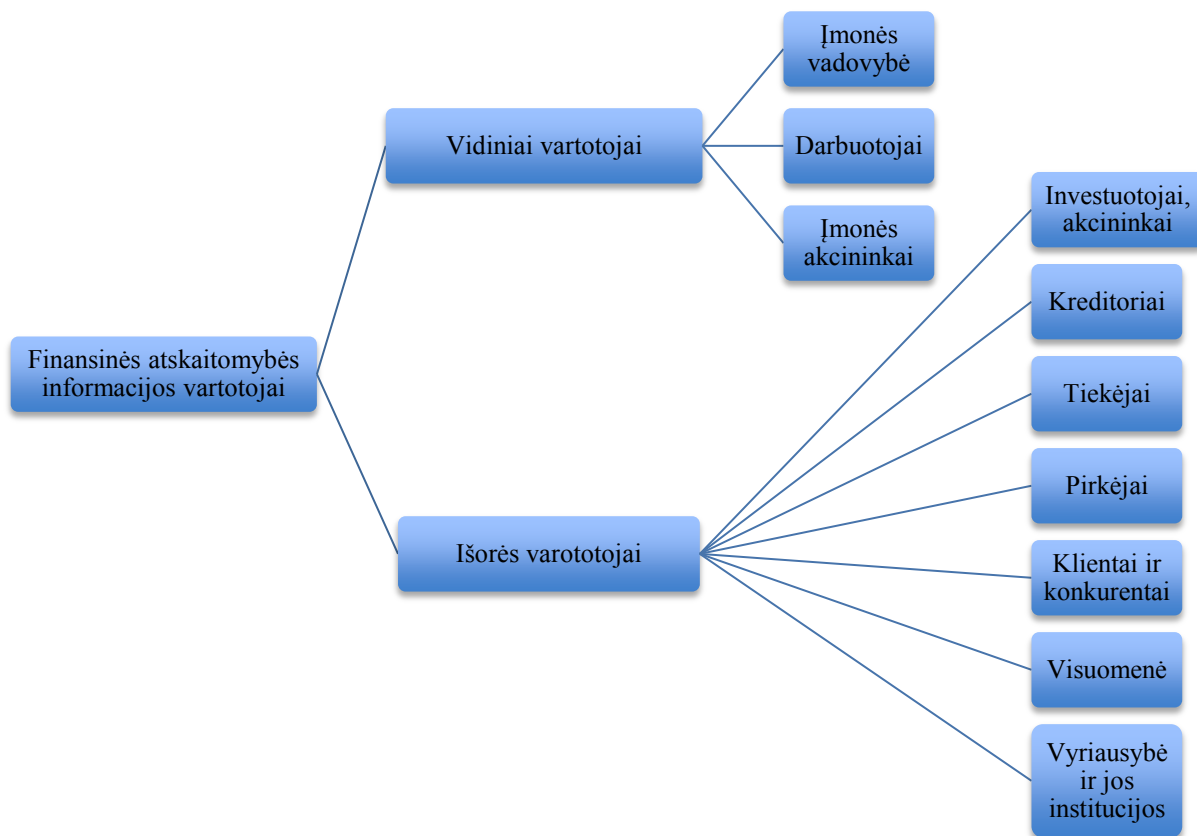 Finansinės atskaitomybės
informacijos vartotojai
Vidiniai vartotojai
Įmonės
vadovybė
Darbuotojai
Įmonės
akcininkai
Išorės varototojai
Investuotojai,
akcininkai
Kreditoriai
Tiekėjai
Pirkėjai
Klientai ir
konkurentai
Visuomenė
Vyriausybė
ir jos
institucijos